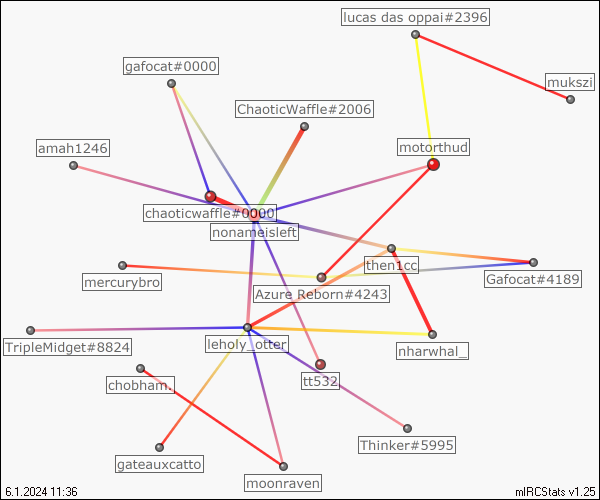 lucas das oppai#2396
gafocat#0000
mukszi
ChaoticWaffle#2006
amah1246
motorthud
chaoticwaffle#0000
nonameisleft
then1cc
mercurybro
Gafocat#4189
Azure Reborn#4243
TripleMidget#8824
leholy_otter
nharwhal_
chobham.
tt532
Thinker#5995
gateauxcatto
moonraven
6.1.2024 11:36
mIRCStats v1.25